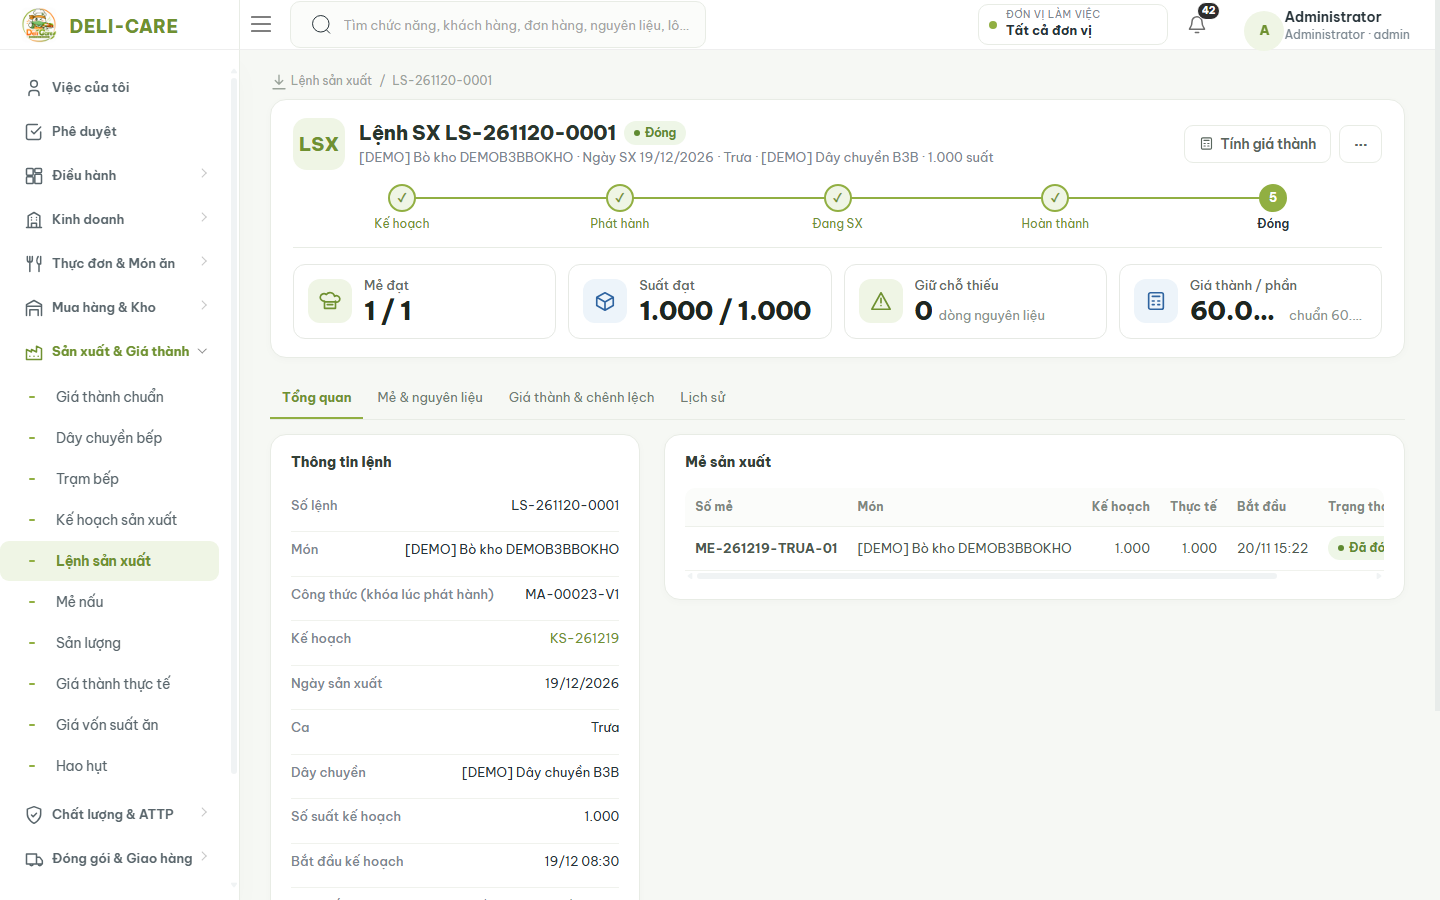 DELI-CARE
Tìm chức năng, khách hàng, đơn hàng, nguyên liệu, lô...
ĐƠN VỊ LÀM VIỆC
Tất cả đơn vị
42
A
Administrator
Administrator · admin
Việc của tôi
Phê duyệt
Điều hành
Kinh doanh
Thực đơn & Món ăn
Mua hàng & Kho
Sản xuất & Giá thành
Giá thành chuẩn
Dây chuyền bếp
Trạm bếp
Kế hoạch sản xuất
Lệnh sản xuất
Mẻ nấu
Sản lượng
Giá thành thực tế
Giá vốn suất ăn
Hao hụt
Chất lượng & ATTP
Đóng gói & Giao hàng
Lệnh sản xuất / LS-261120-0001
LSX
Lệnh SX LS-261120-0001
Đóng
[DEMO] Bò kho DEMOB3BBOKHO · Ngày SX 19/12/2026 · Trưa · [DEMO] Dây chuyền B3B · 1.000 suất
Tính giá thành
...
✓ ✓ ✓ ✓ 5
Kế hoạch Phát hành Đang SX Hoàn thành Đóng
Mẻ đạt
1 / 1
Suất đạt
1.000 / 1.000
Giữ chỗ thiếu
0 dòng nguyên liệu
Giá thành / phần
60.0... chuẩn 60....
Tổng quan Mẻ & nguyên liệu Giá thành & chênh lệch Lịch sử
Thông tin lệnh
Số lệnh LS-261120-0001
Món [DEMO] Bò kho DEMOB3BBOKHO
Công thức (khóa lúc phát hành) MA-00023-V1
Kế hoạch KS-261219
Ngày sản xuất 19/12/2026
Ca Trưa
Dây chuyền [DEMO] Dây chuyền B3B
Số suất kế hoạch 1.000
Bắt đầu kế hoạch 19/12 08:30
Mẻ sản xuất
Số mẻ Món Kế hoạch Thực tế Bắt đầu Trạng
ME-261219-TRUA-01 [DEMO] Bò kho DEMOB3BBOKHO 1.000 1.000 20/11 15:22 Đã